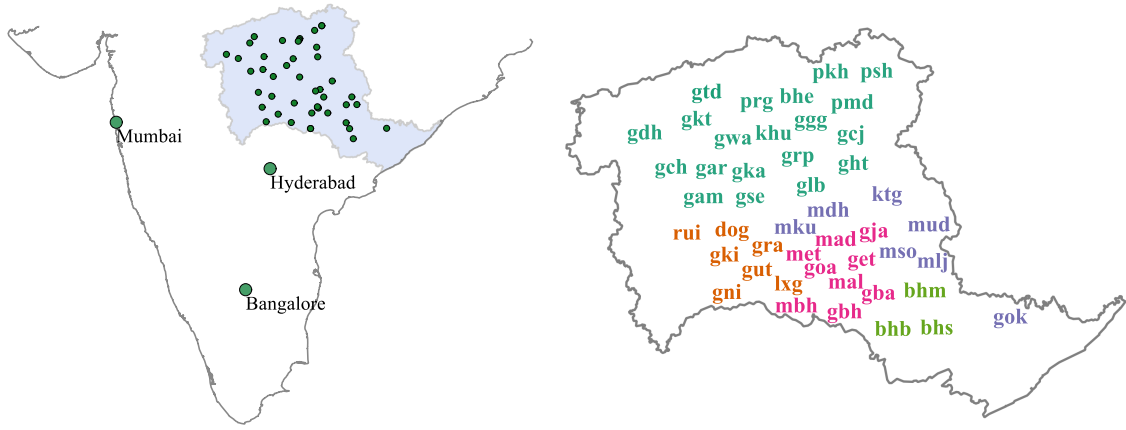 Mumbai
Hyderabad
Bangalore
pkh psh
gtd prg bhe pmd
gkt ggg
gdh gwa khu gcj
gch gar gka grp ght
gam gse glb ktg
mdh
rui dog mku mad gja mud
gki gra met get mso mlj
gut goa
gni lxg mal gba bhm
mbh gbh gok
bhb bhs